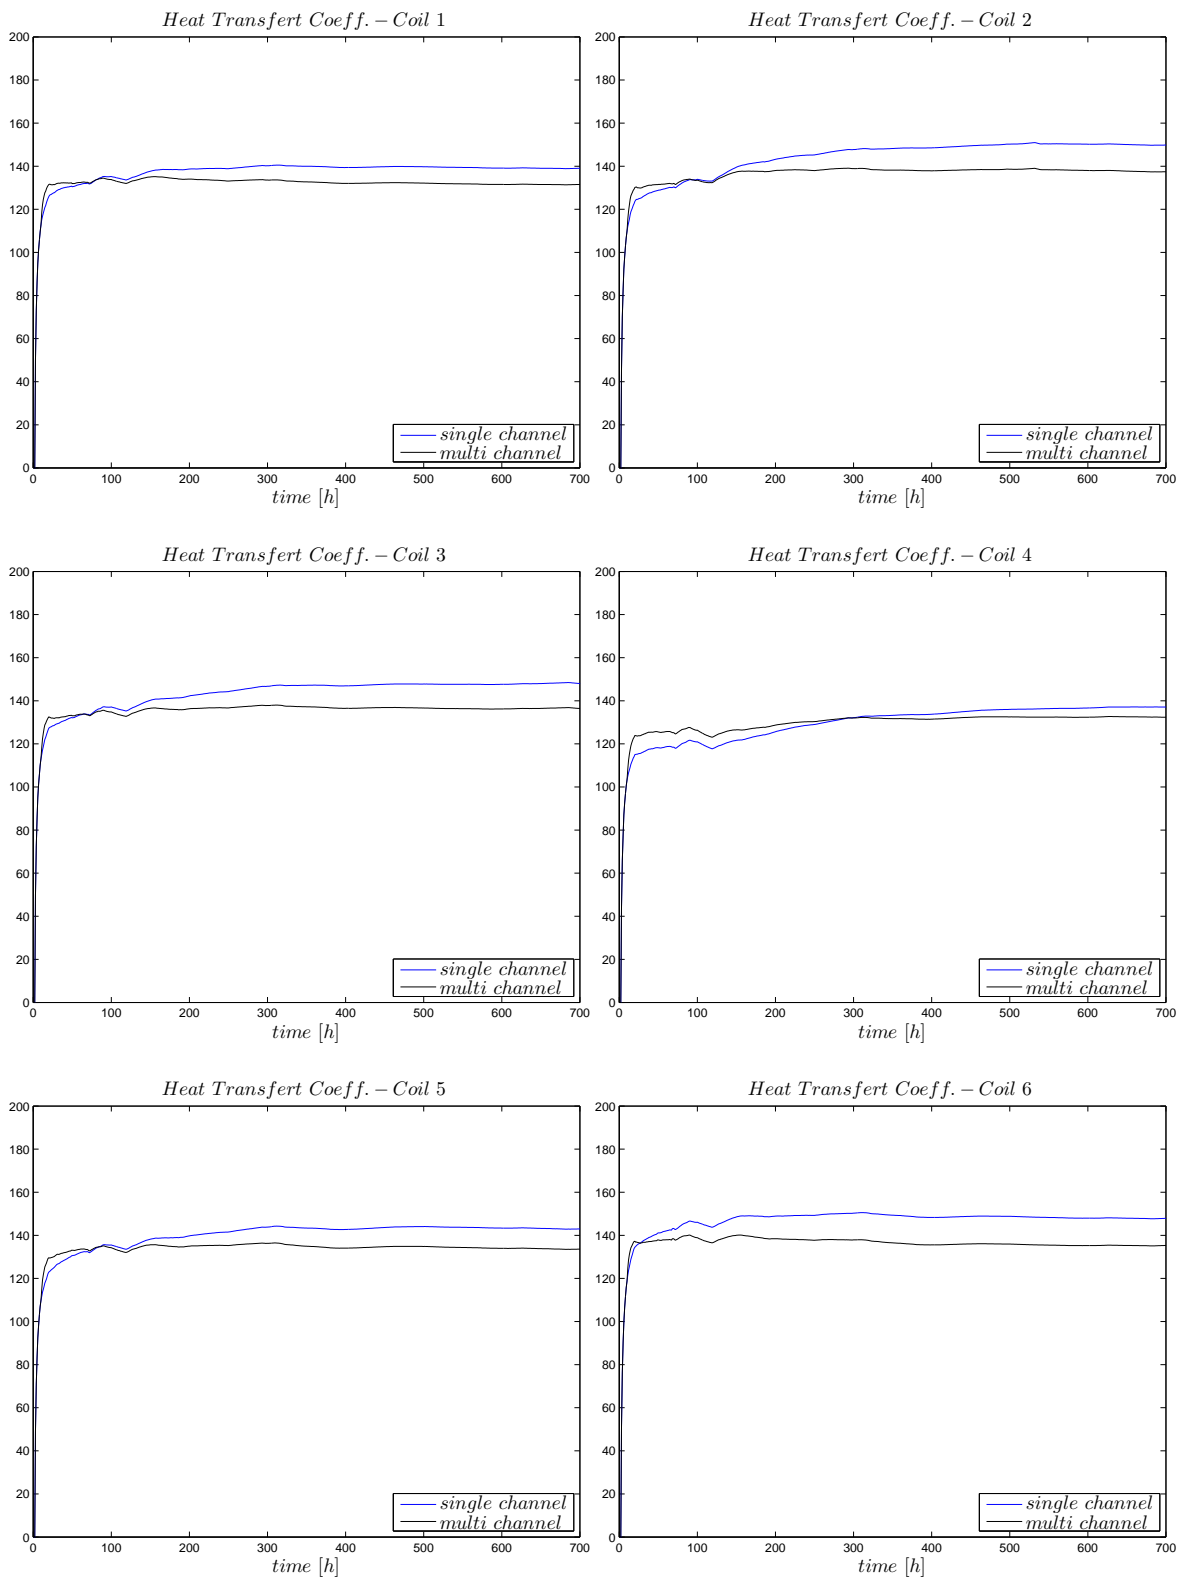 Heat Transfert Coeff. – Coil 1
200
180
160
140
120
100
80
60
40
20
0
0 100 200 300 400 500 600 700
time [h]
single channel
multi channel
Heat Transfert Coeff. – Coil 2
200
180
160
140
120
100
80
60
40
20
0
0 100 200 300 400 500 600 700
time [h]
single channel
multi channel
Heat Transfert Coeff. – Coil 3
200
180
160
140
120
100
80
60
40
20
0
0 100 200 300 400 500 600 700
time [h]
single channel
multi channel
Heat Transfert Coeff. – Coil 4
200
180
160
140
120
100
80
60
40
20
0
0 100 200 300 400 500 600 700
time [h]
single channel
multi channel
Heat Transfert Coeff. – Coil 5
200
180
160
140
120
100
80
60
40
20
0
0 100 200 300 400 500 600 700
time [h]
single channel
multi channel
Heat Transfert Coeff. – Coil 6
200
180
160
140
120
100
80
60
40
20
0
0 100 200 300 400 500 600 700
time [h]
single channel
multi channel